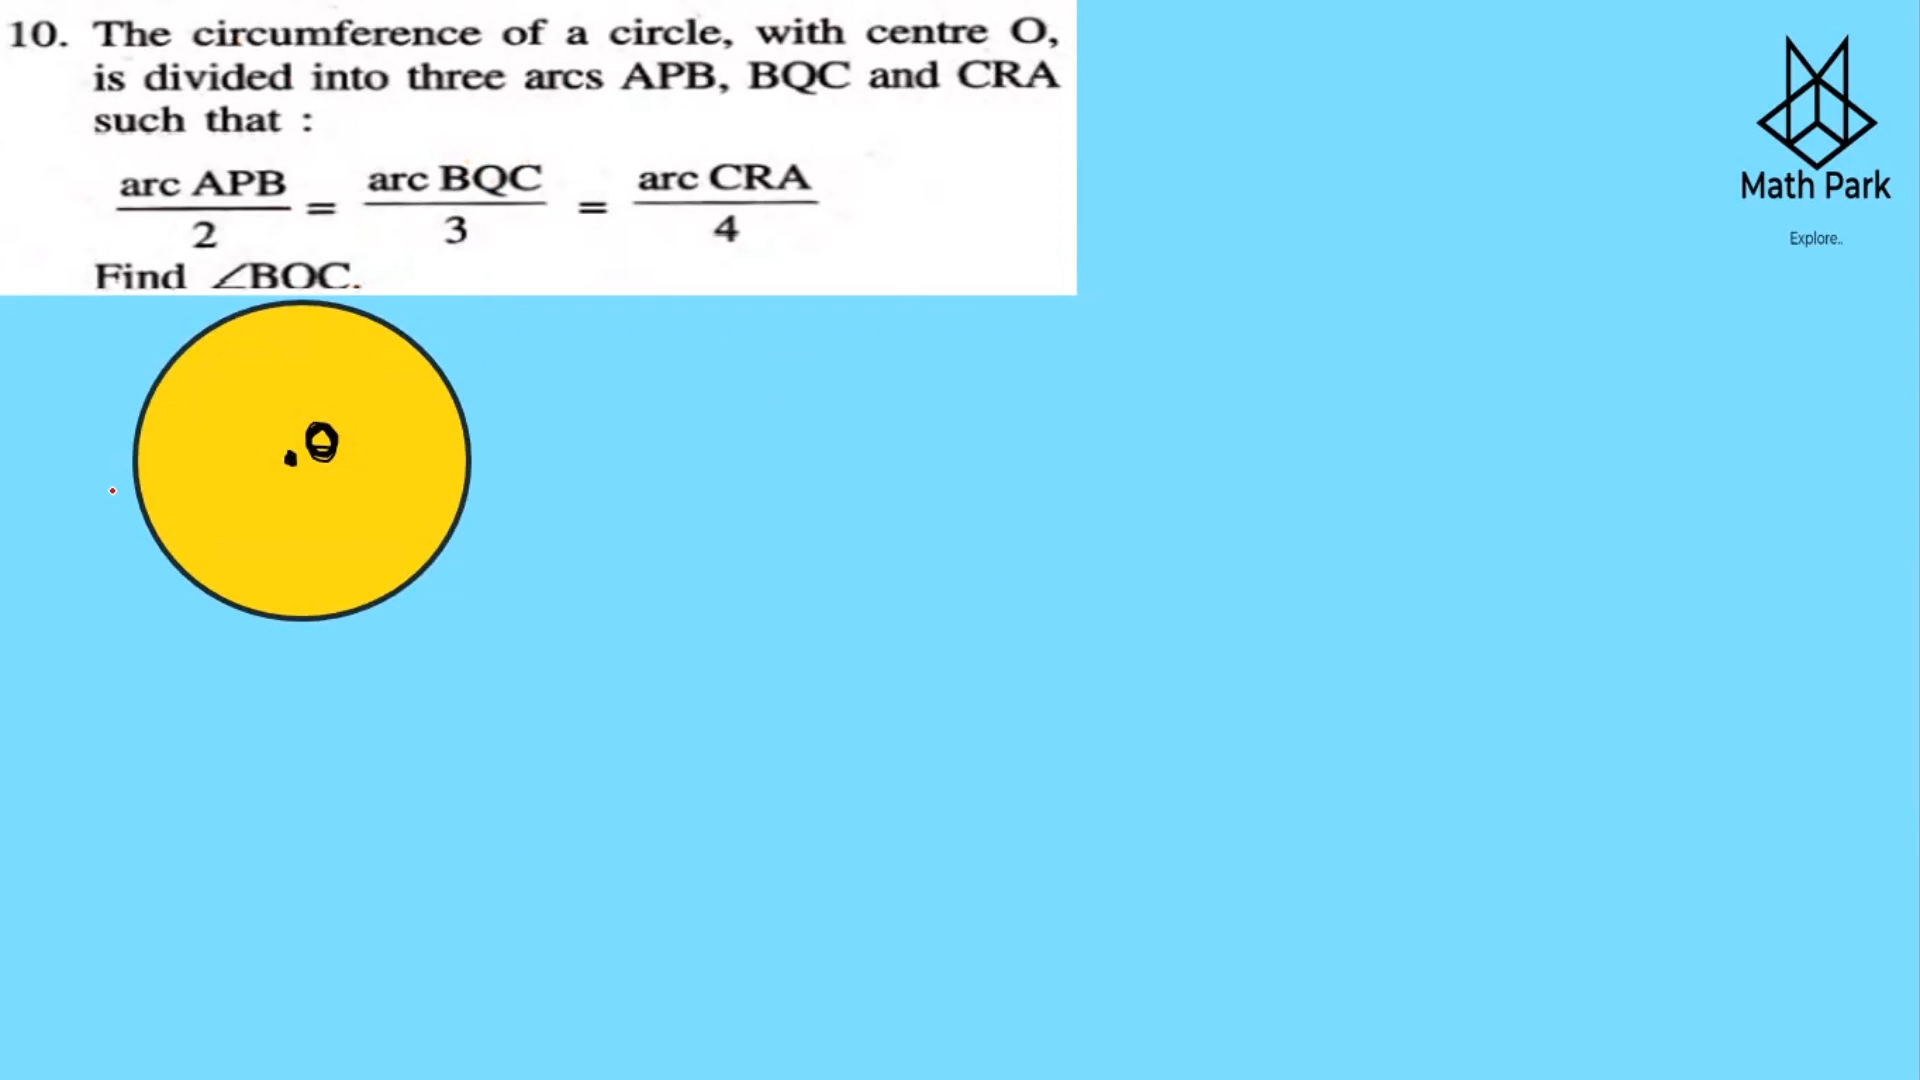 10. The circumference of a circle, with centre O,
is divided into three arcs APB, BQC and CRA
such that :
arc APB / 2 = arc BQC / 3 = arc CRA / 4
Find ∠BOC.
O
Math Park
Explore..